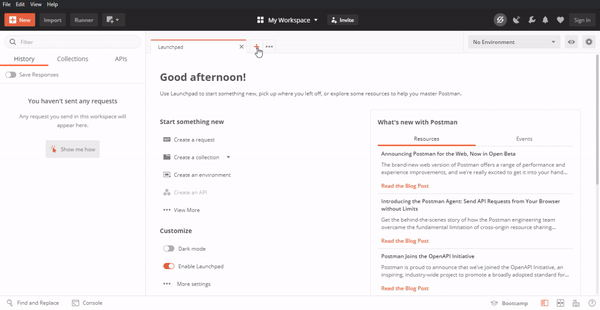 File Edit View Help
New Import Runner My Workspace Invite Sign In
Filter
History Collections APIs
Save Responses
You haven't sent any requests
Any request you send in this workspace will
appear here.
Show me how
Launchpad
No Environment
Good afternoon!
Use Launchpad to start something new, pick up where you left off, or explore some resources to help you master Postman.
Start something new
Create a request
Create a collection
Create an environment
Create an API
View More
Customize
Dark mode
Enable Launchpad
More settings
What's new with Postman
Resources Events
Announcing Postman for the Web, Now in Open Beta
The brand-new web version of Postman offers a range of performance and
experience improvements, and we're really excited to get it into your hand...
Read the Blog Post
Introducing the Postman Agent: Send API Requests from Your Browser
without Limits
Get the behind-the-scenes story of how the Postman engineering team
overcame the fundamental limitation of cross-origin resource sharing...
Read the Blog Post
Postman Joins the OpenAPI Initiative
Postman is proud to announce that we've joined the OpenAPI Initiative, an
inspiring, industry-wide project to promote a broadly adopted standard for...
Read the Blog Post
Find and Replace Console Bootcamp